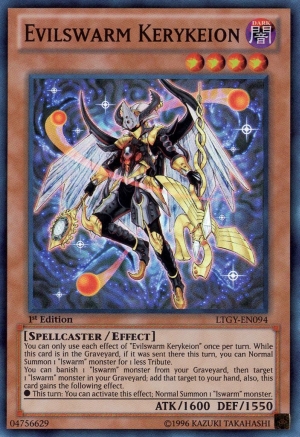 EVILSWARM KERYKEION
DARK
闇
LTGY-EN094
1st Edition
[SPELLCASTER / EFFECT]
You can only use each effect of "Evilswarm Kerykeion" once per turn. While
this card is in the Graveyard, if it was sent there this turn, you can Normal
Summon 1 "lswarm" monster for 1 less Tribute.
You can banish 1 "lswarm" monster from your Graveyard, then target
1 "lswarm" monster in your Graveyard; add that target to your hand, also, this
card gains the following effect.
● This turn: You can activate this effect; Normal Summon 1 "lswarm" monster.
ATK/1600 DEF/1550
04756629
©1996 KAZUKI TAKAHASHI